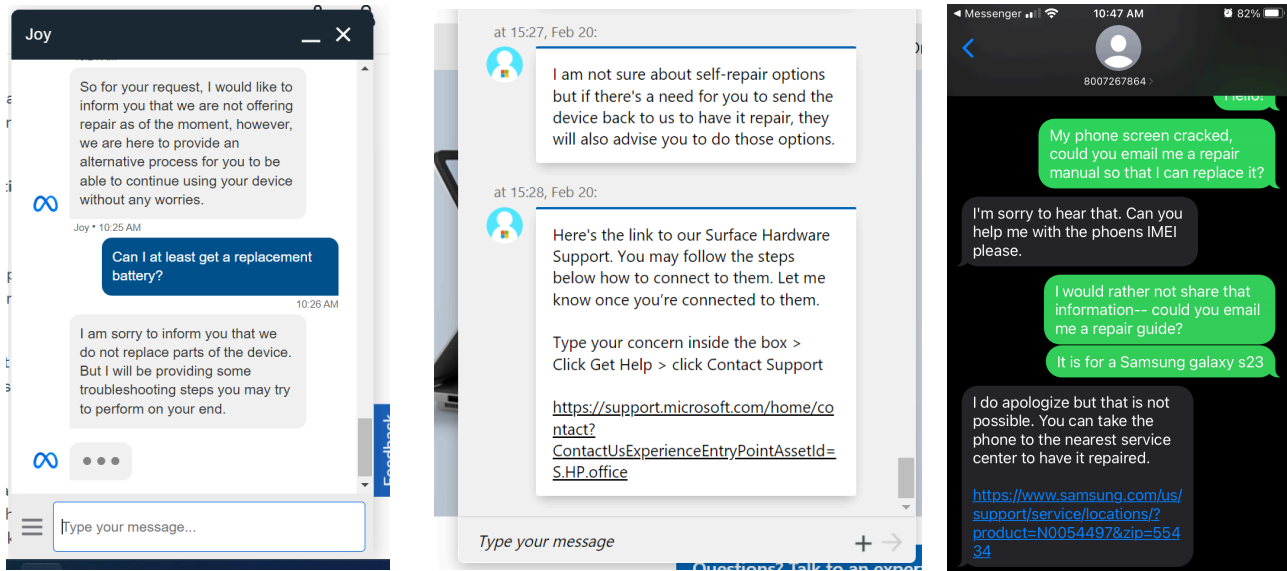 Joy
So for your request, I would like to
inform you that we are not offering
repair as of the moment, however,
we are here to provide an
alternative process for you to be
able to continue using your device
without any worries.
Joy • 10:25 AM
Can I at least get a replacement
battery?
10:26 AM
I am sorry to inform you that we
do not replace parts of the device.
But I will be providing some
troubleshooting steps you may try
to perform on your end.
Feedback
Type your message...
at 15:27, Feb 20:
I am not sure about self-repair options
but if there's a need for you to send the
device back to us to have it repair, they
will also advise you to do those options.
at 15:28, Feb 20:
Here's the link to our Surface Hardware
Support. You may follow the steps
below how to connect to them. Let me
know once you're connected to them.
Type your concern inside the box >
Click Get Help > click Contact Support
https://support.microsoft.com/home/co
ntact?
ContactUsExperienceEntryPointAssetId=
S.HP.office
Type your message
Questions? Talk to an expert
Messenger
10:47 AM
82%
8007267864
Hello!
My phone screen cracked,
could you email me a repair
manual so that I can replace it?
I'm sorry to hear that. Can you
help me with the phoens IMEI
please.
I would rather not share that
information-- could you email
me a repair guide?
It is for a Samsung galaxy s23
I do apologize but that is not
possible. You can take the
phone to the nearest service
center to have it repaired.
https://www.samsung.com/us/
support/service/locations/?
product=N0054497&zip=554
34